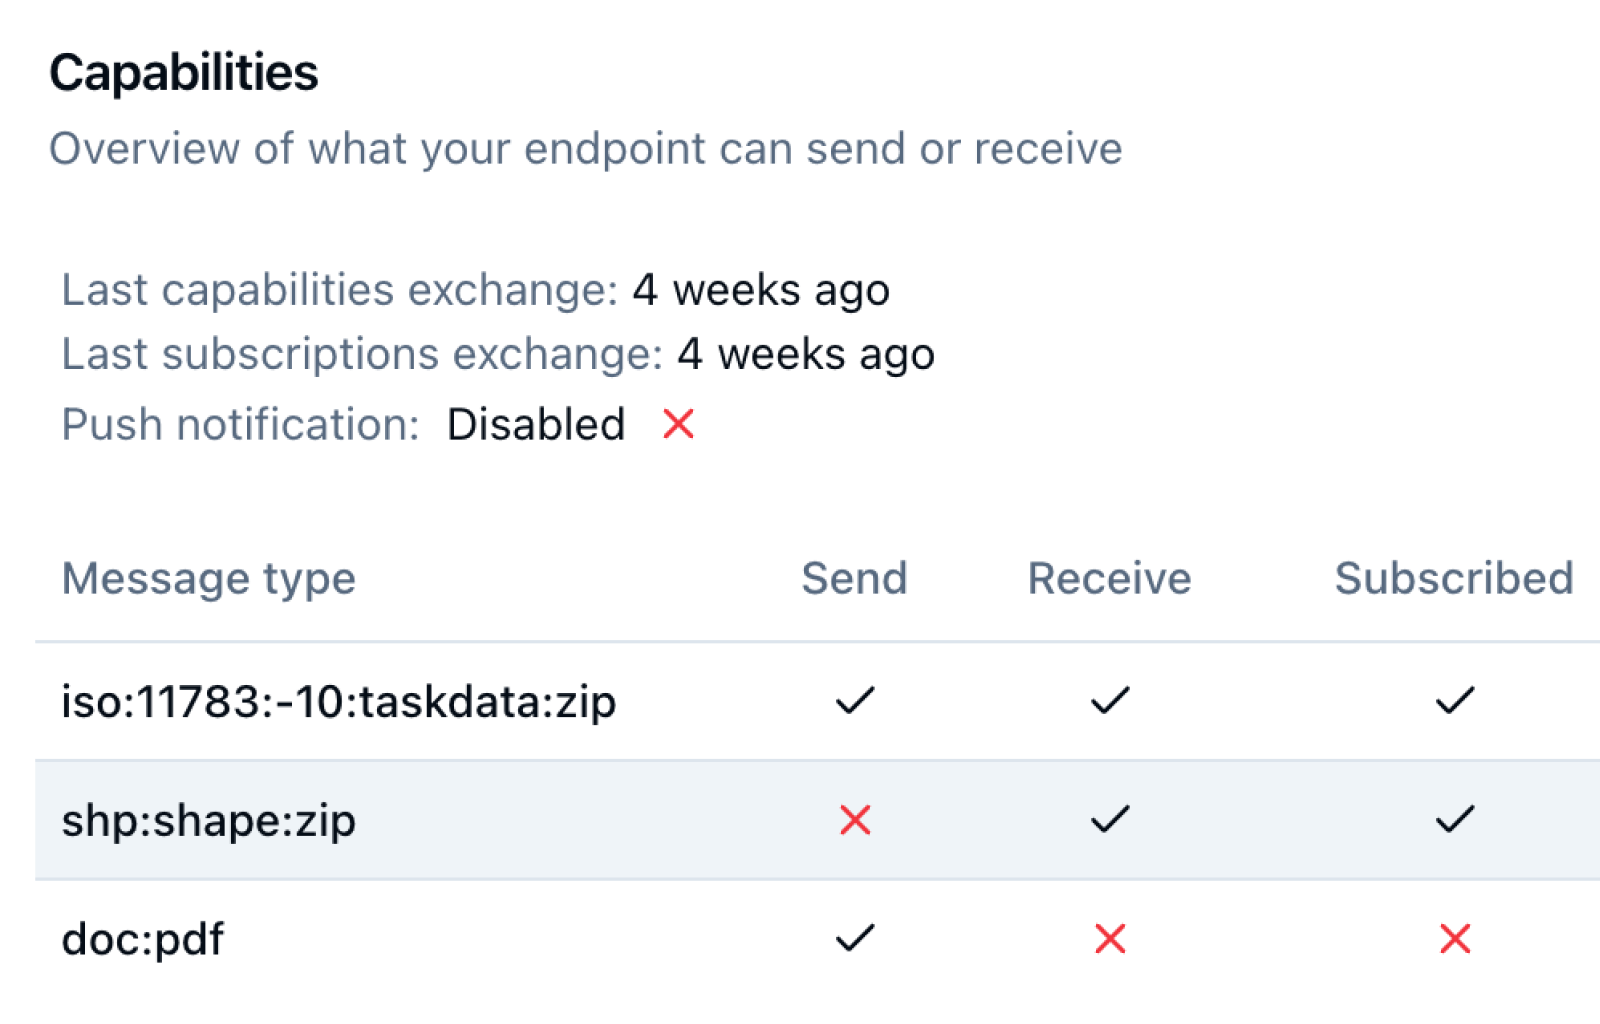 Capabilities
Overview of what your endpoint can send or receive
Last capabilities exchange: 4 weeks ago
Last subscriptions exchange: 4 weeks ago
Push notification: Disabled
Message type Send Receive Subscribed
iso:11783:-10:taskdata:zip
shp:shape:zip
doc:pdf